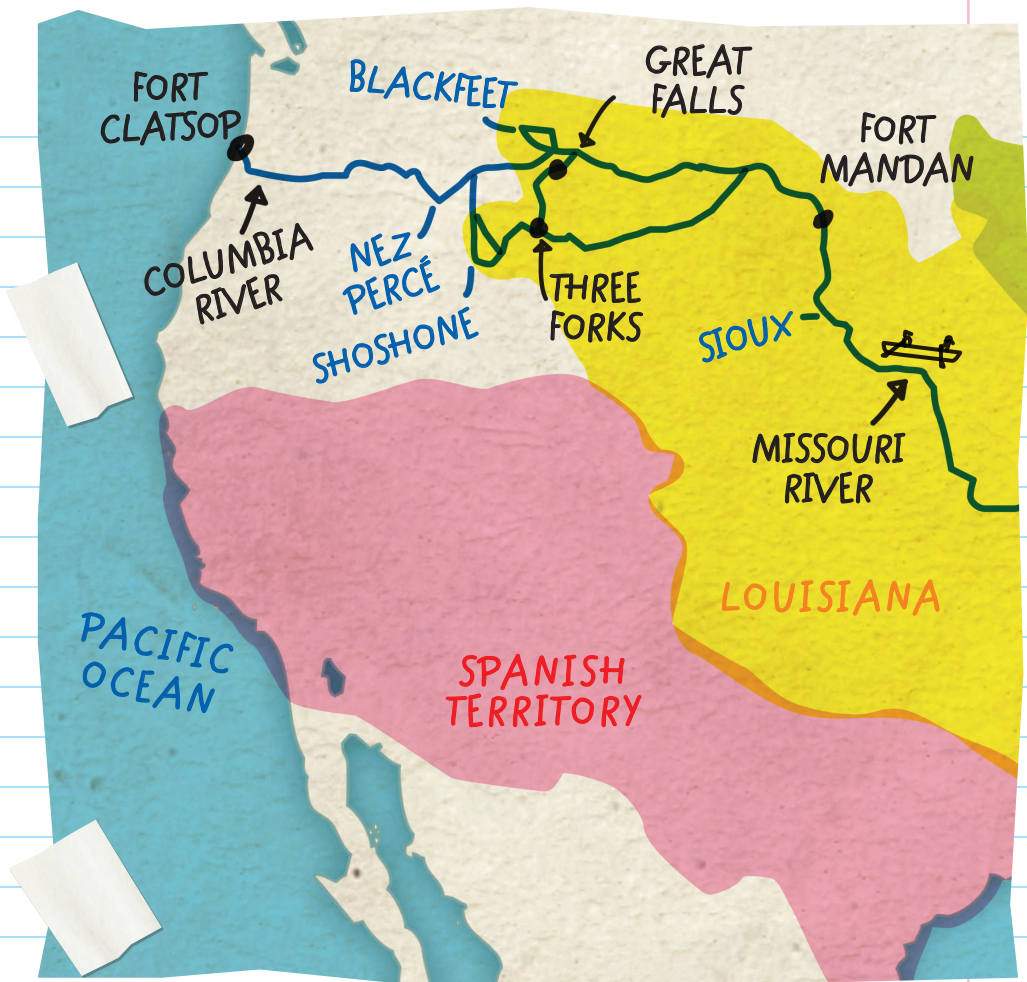 GREAT
FALLS
BLACKFEET
FORT
CLATSOP
FORT
MANDAN
COLUMBIA
RIVER
NEZ
PERCÉ
THREE
FORKS
SHOSHONE
SIOUX
MISSOURI
RIVER
LOUISIANA
PACIFIC
OCEAN
SPANISH
TERRITORY